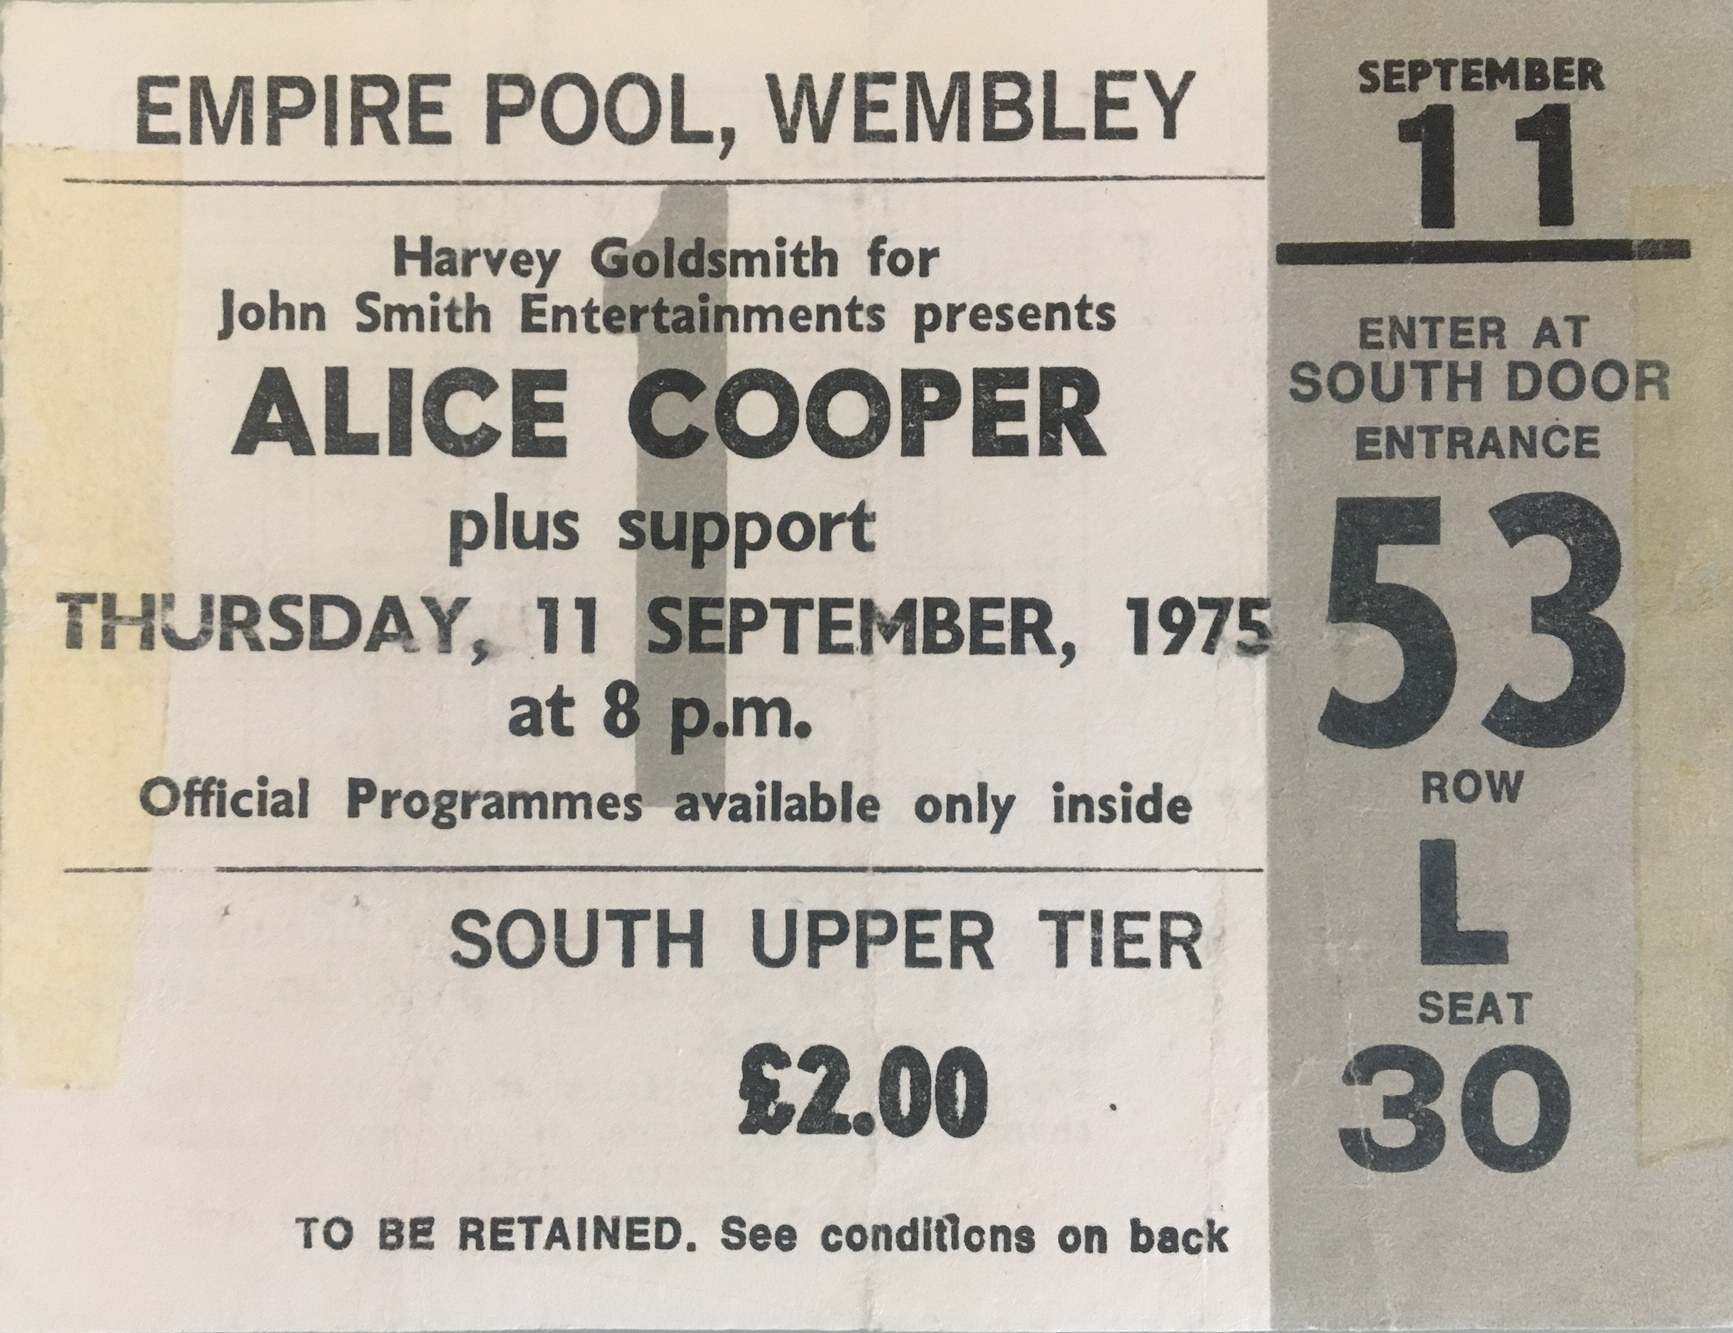 EMPIRE POOL, WEMBLEY
1
Harvey Goldsmith for
John Smith Entertainments presents
ALICE COOPER
plus support
THURSDAY, 11 SEPTEMBER, 1975
at 8 p.m.
Official Programmes available only inside
SOUTH UPPER TIER
£2.00
TO BE RETAINED. See conditions on back
SEPTEMBER
11
ENTER AT
SOUTH DOOR
ENTRANCE
53
ROW
L
SEAT
30